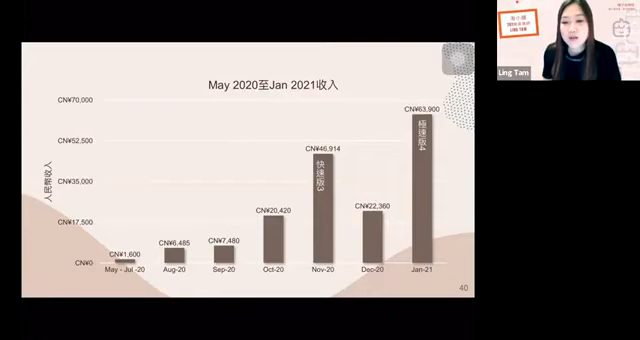 May 2020至Jan 2021收入
人民幣收入
CN¥70,000
CN¥52,500
CN¥35,000
CN¥17,500
CN¥0
CN¥1,600
CN¥6,485
CN¥7,480
CN¥20,420
CN¥46,914
CN¥22,360
CN¥63,900
快速版3
極速版4
May - Jul -20
Aug-20
Sep-20
Oct-20
Nov-20
Dec-20
Jan-21
40
LING TAM
Ling Tam